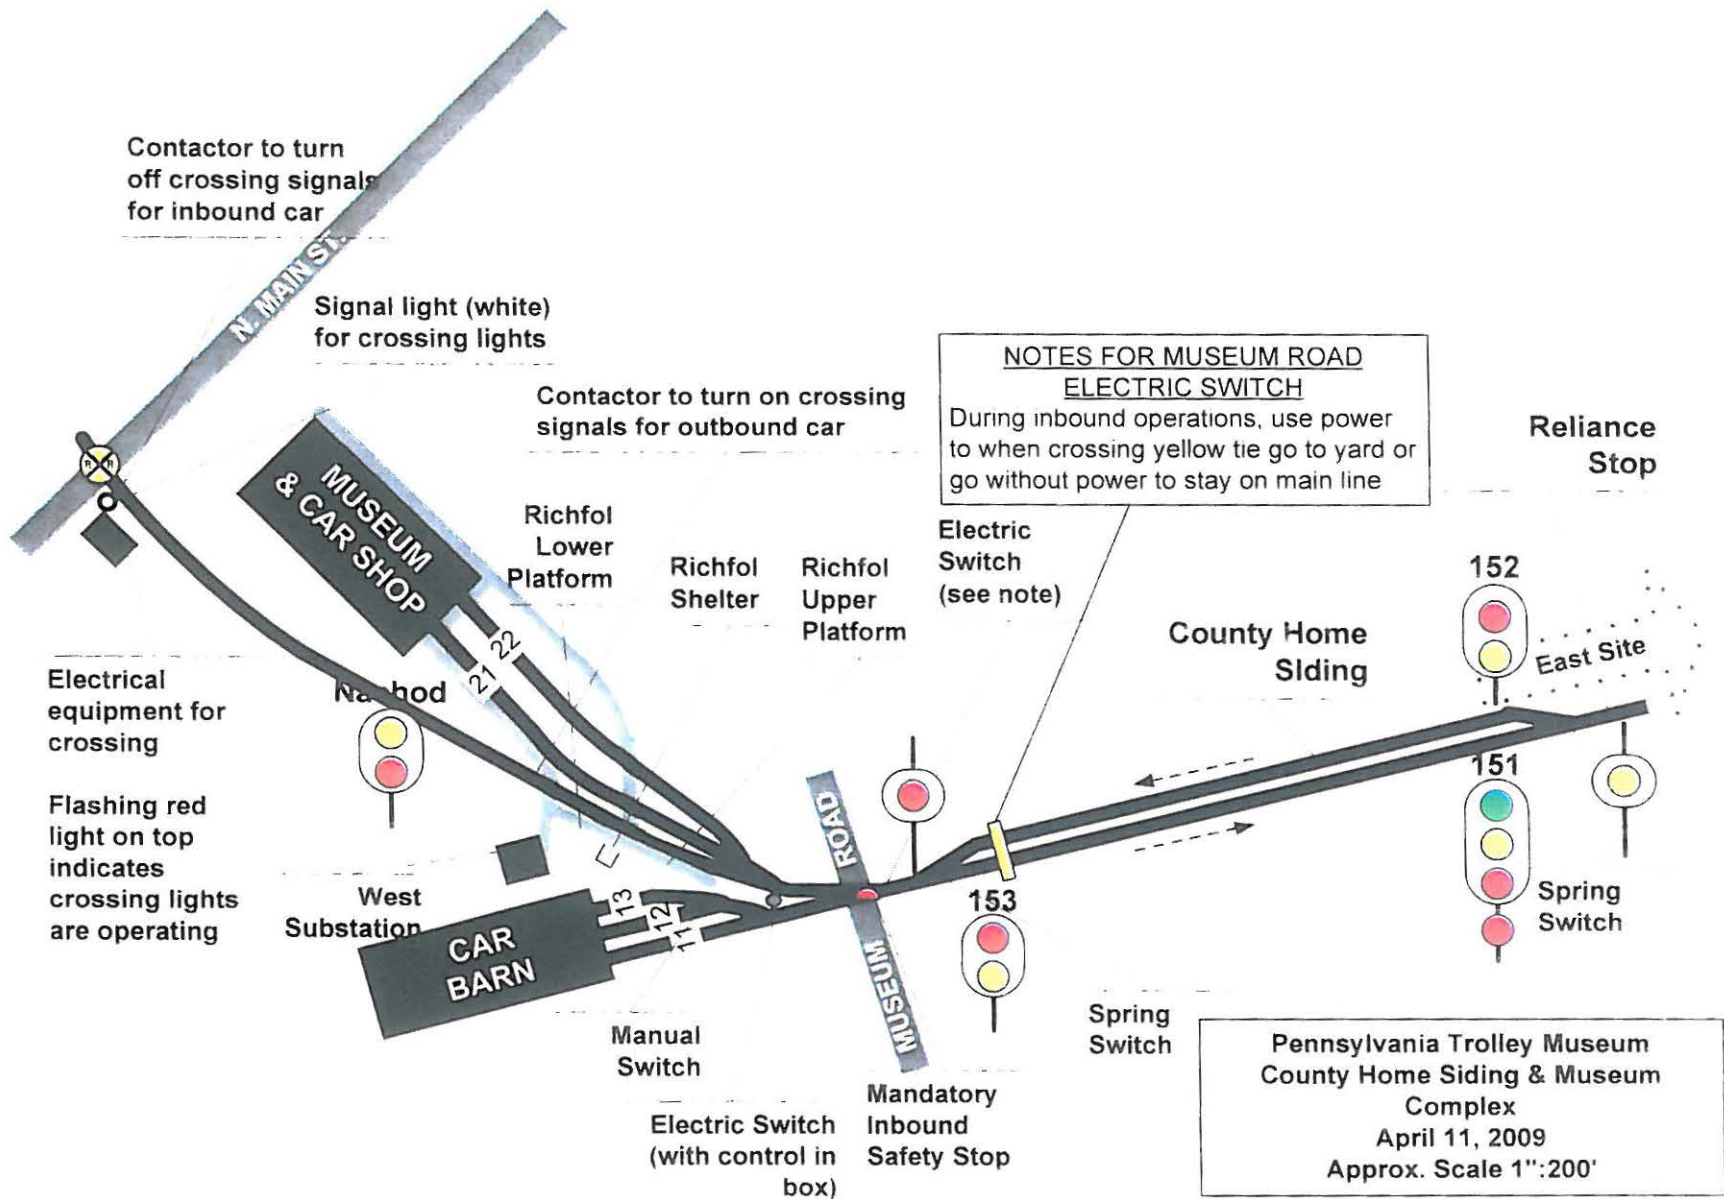 Contactor to turn
off crossing signals
for inbound car
N. MAIN ST.
Signal light (white)
for crossing lights
Contactor to turn on crossing
signals for outbound car
NOTES FOR MUSEUM ROAD
ELECTRIC SWITCH
During inbound operations, use power
to when crossing yellow tie go to yard or
go without power to stay on main line
Reliance
Stop
R R
MUSEUM
& CAR SHOP
Richfol
Lower
Platform
Richfol
Shelter
Richfol
Upper
Platform
Electric
Switch
(see note)
152
County Home
SIding
East Site
22
21
Electrical
equipment for
crossing
Nachod
151
Flashing red
light on top
indicates
crossing lights
are operating
ROAD
MUSEUM
West
Substation
13
12
11
CAR
BARN
153
Spring
Switch
Manual
Switch
Spring
Switch
Electric Switch
(with control in
box)
Mandatory
Inbound
Safety Stop
Pennsylvania Trolley Museum
County Home Siding & Museum
Complex
April 11, 2009
Approx. Scale 1":200'